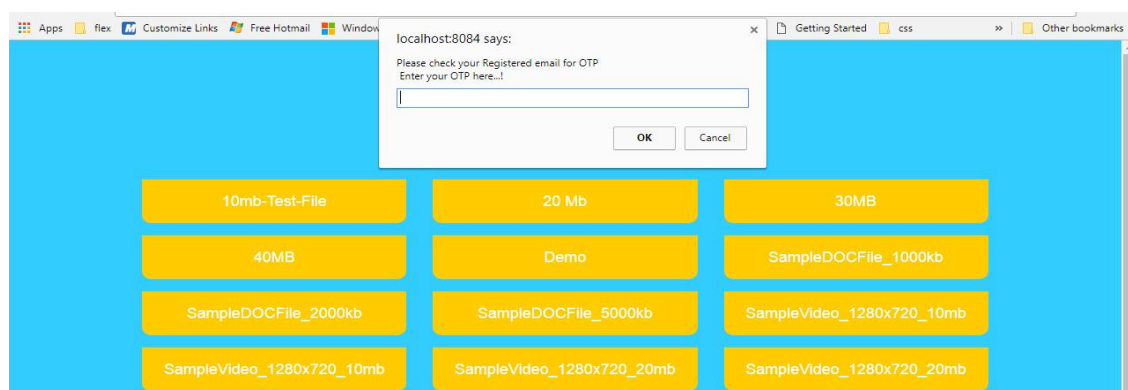 Apps flex Customize Links Free Hotmail Window Getting Started css » Other bookmarks
localhost:8084 says:
Please check your Registered email for OTP
Enter your OTP here...!
OK Cancel
10mb-Test-File 20 Mb 30MB
40MB Demo SampleDOCFile_1000kb
SampleDOCFile_2000kb SampleDOCFile_5000kb SampleVideo_1280x720_10mb
SampleVideo_1280x720_10mb SampleVideo_1280x720_20mb SampleVideo_1280x720_20mb